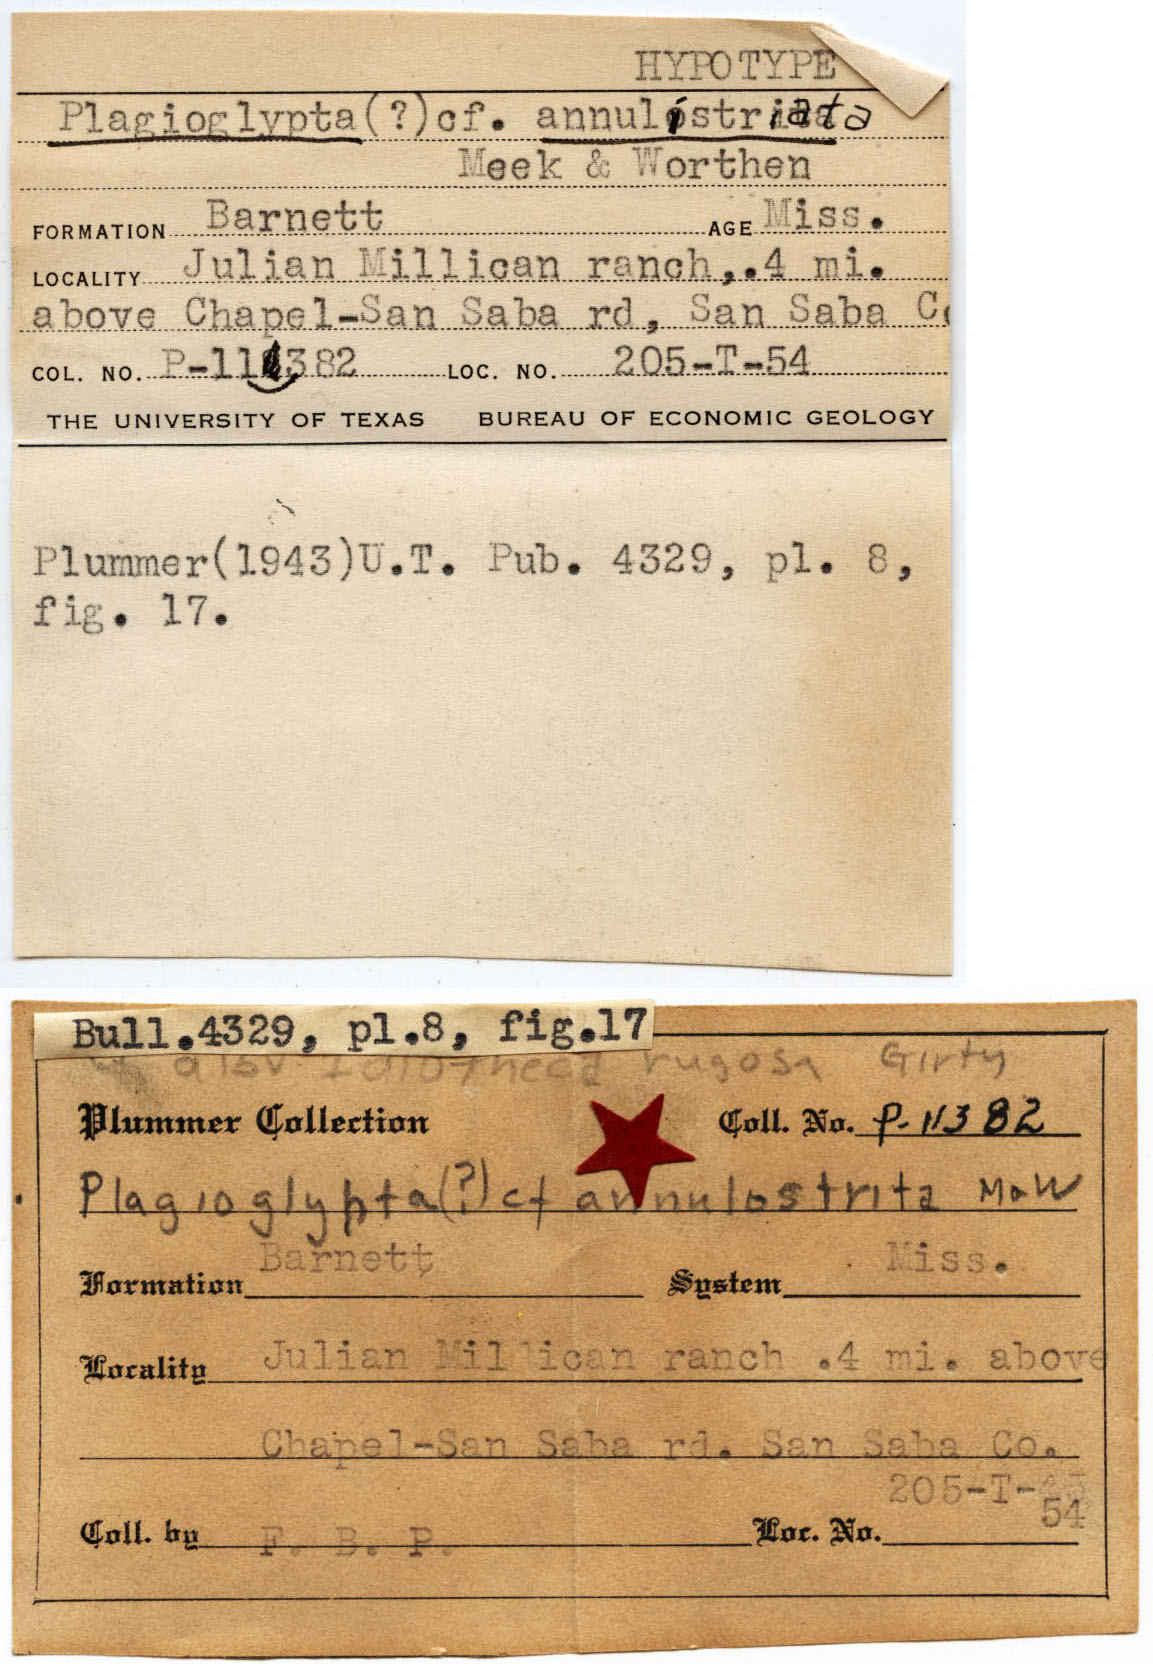 HYPOTYPE
Plagioglypta(?)cf. annulistriata
Meek & Worthen
FORMATION Barnett AGE Miss.
LOCALITY Julian Millican ranch,.4 mi.
above Chapel-San Saba rd, San Saba Co
COL. NO. P-11382 LOC. NO. 205-T-54
THE UNIVERSITY OF TEXAS BUREAU OF ECONOMIC GEOLOGY
Plummer(1943)U.T. Pub. 4329, pl. 8,
fig. 17.
Bull.4329, pl.8, fig.17
also Idiotheca rugosa Girty
Plummer Collection Coll. No. P-11382
Plagioglypta(?) cf annulostrita M&W
Formation Barnett System Miss.
Locality Julian Millican ranch .4 mi. above
Chapel-San Saba rd. San Saba Co.
205-T-
54
Coll. by F. B. P. Loc. No.